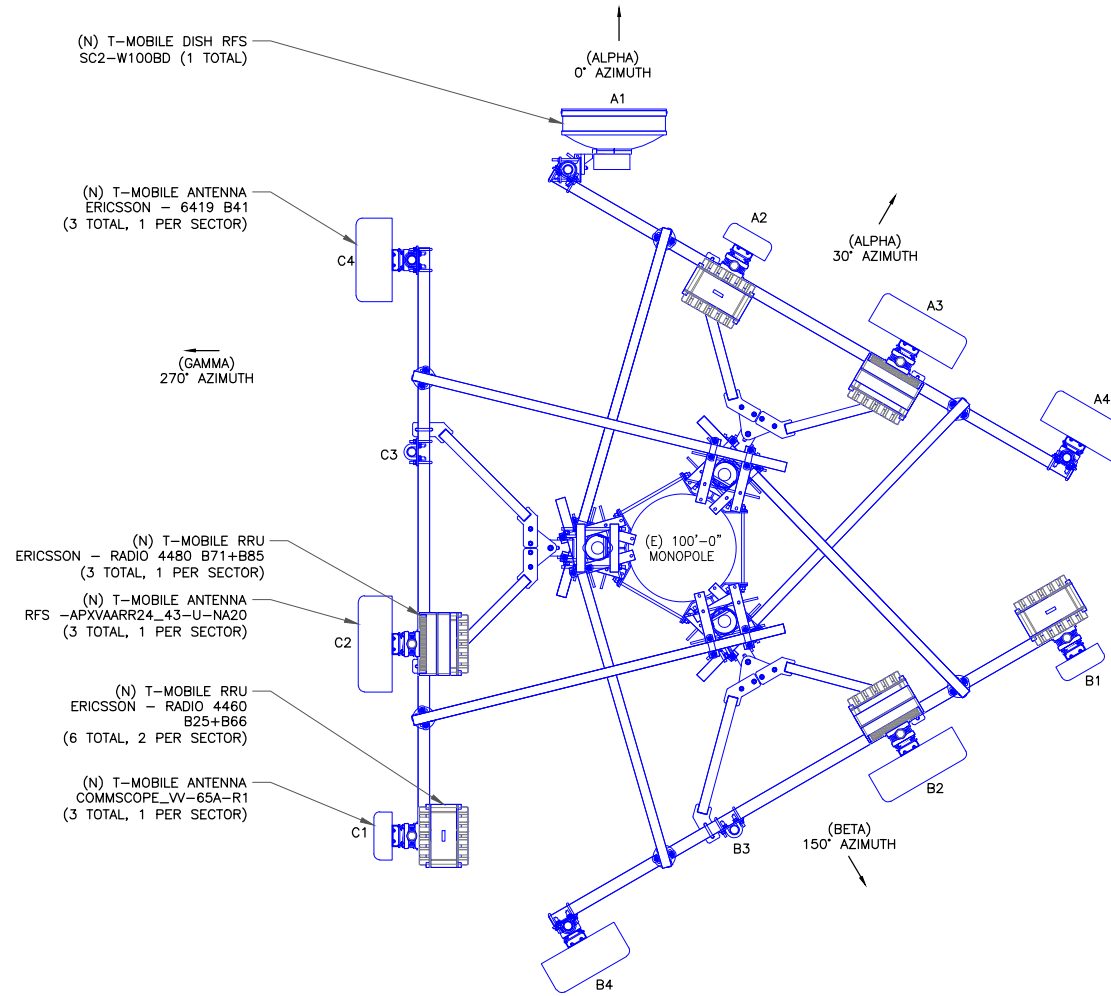 (N) T-MOBILE DISH RFS
SC2-W100BD (1 TOTAL)
(ALPHA)
0° AZIMUTH
A1
(N) T-MOBILE ANTENNA
ERICSSON - 6419 B41
(3 TOTAL, 1 PER SECTOR)
A2
(ALPHA)
30° AZIMUTH
C4
A3
(GAMMA)
270° AZIMUTH
A4
C3
(N) T-MOBILE RRU
ERICSSON - RADIO 4480 B71+B85
(3 TOTAL, 1 PER SECTOR)
(E) 100'-0"
MONOPOLE
(N) T-MOBILE ANTENNA
RFS -APXVAARR24_43-U-NA20
(3 TOTAL, 1 PER SECTOR)
C2
B1
(N) T-MOBILE RRU
ERICSSON - RADIO 4460
B25+B66
(6 TOTAL, 2 PER SECTOR)
B2
(N) T-MOBILE ANTENNA
COMMSCOPE_VV-65A-R1
(3 TOTAL, 1 PER SECTOR)
C1
B3
(BETA)
150° AZIMUTH
B4